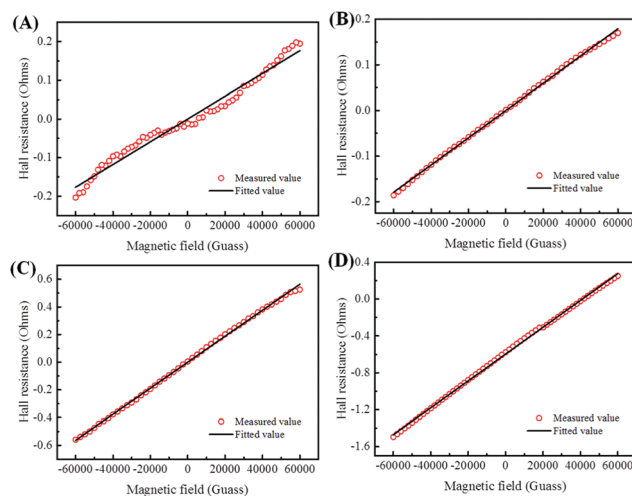 (A)
Hall resistance (Ohms)
0.2
0.1
0.0
-0.1
-0.2
Measured value
Fitted value
-60000 -40000 -20000 0 20000 40000 60000
Magnetic field (Guass)
(B)
Hall resistance (Ohms)
0.2
0.1
0.0
-0.1
-0.2
Measured value
Fitted value
-60000 -40000 -20000 0 20000 40000 60000
Magnetic field (Guass)
(C)
Hall resistance (Ohms)
0.6
0.4
0.2
0.0
-0.2
-0.4
-0.6
Measured value
Fitted value
-60000 -40000 -20000 0 20000 40000 60000
Magnetic field (Guass)
(D)
Hall resistance (Ohms)
0.4
0.0
-0.4
-0.8
-1.2
-1.6
Measured value
Fitted value
-60000 -40000 -20000 0 20000 40000 60000
Magnetic field (Guass)